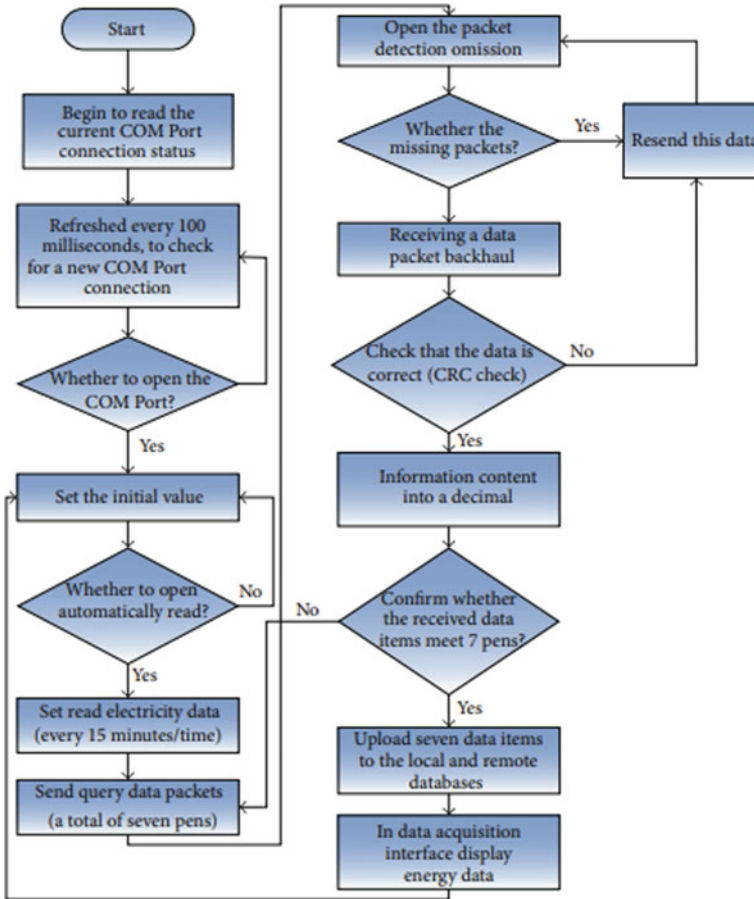 Start
Begin to read the
current COM Port
connection status
Refreshed every 100
milliseconds, to check
for a new COM Port
connection
Whether to open the
COM Port?
Yes
Set the initial value
Whether to open
automatically read?
No
Yes
Set read electricity data
(every 15 minutes/time)
Send query data packets
(a total of seven pens)
Open the packet
detection omission
Whether the
missing packets?
Yes
Resend this data
Receiving a data
packet backhaul
Check that the data is
correct (CRC check)
No
Yes
Information content
into a decimal
Confirm whether
the received data
items meet 7 pens?
No
Yes
Upload seven data items
to the local and remote
databases
In data acquisition
interface display
energy data